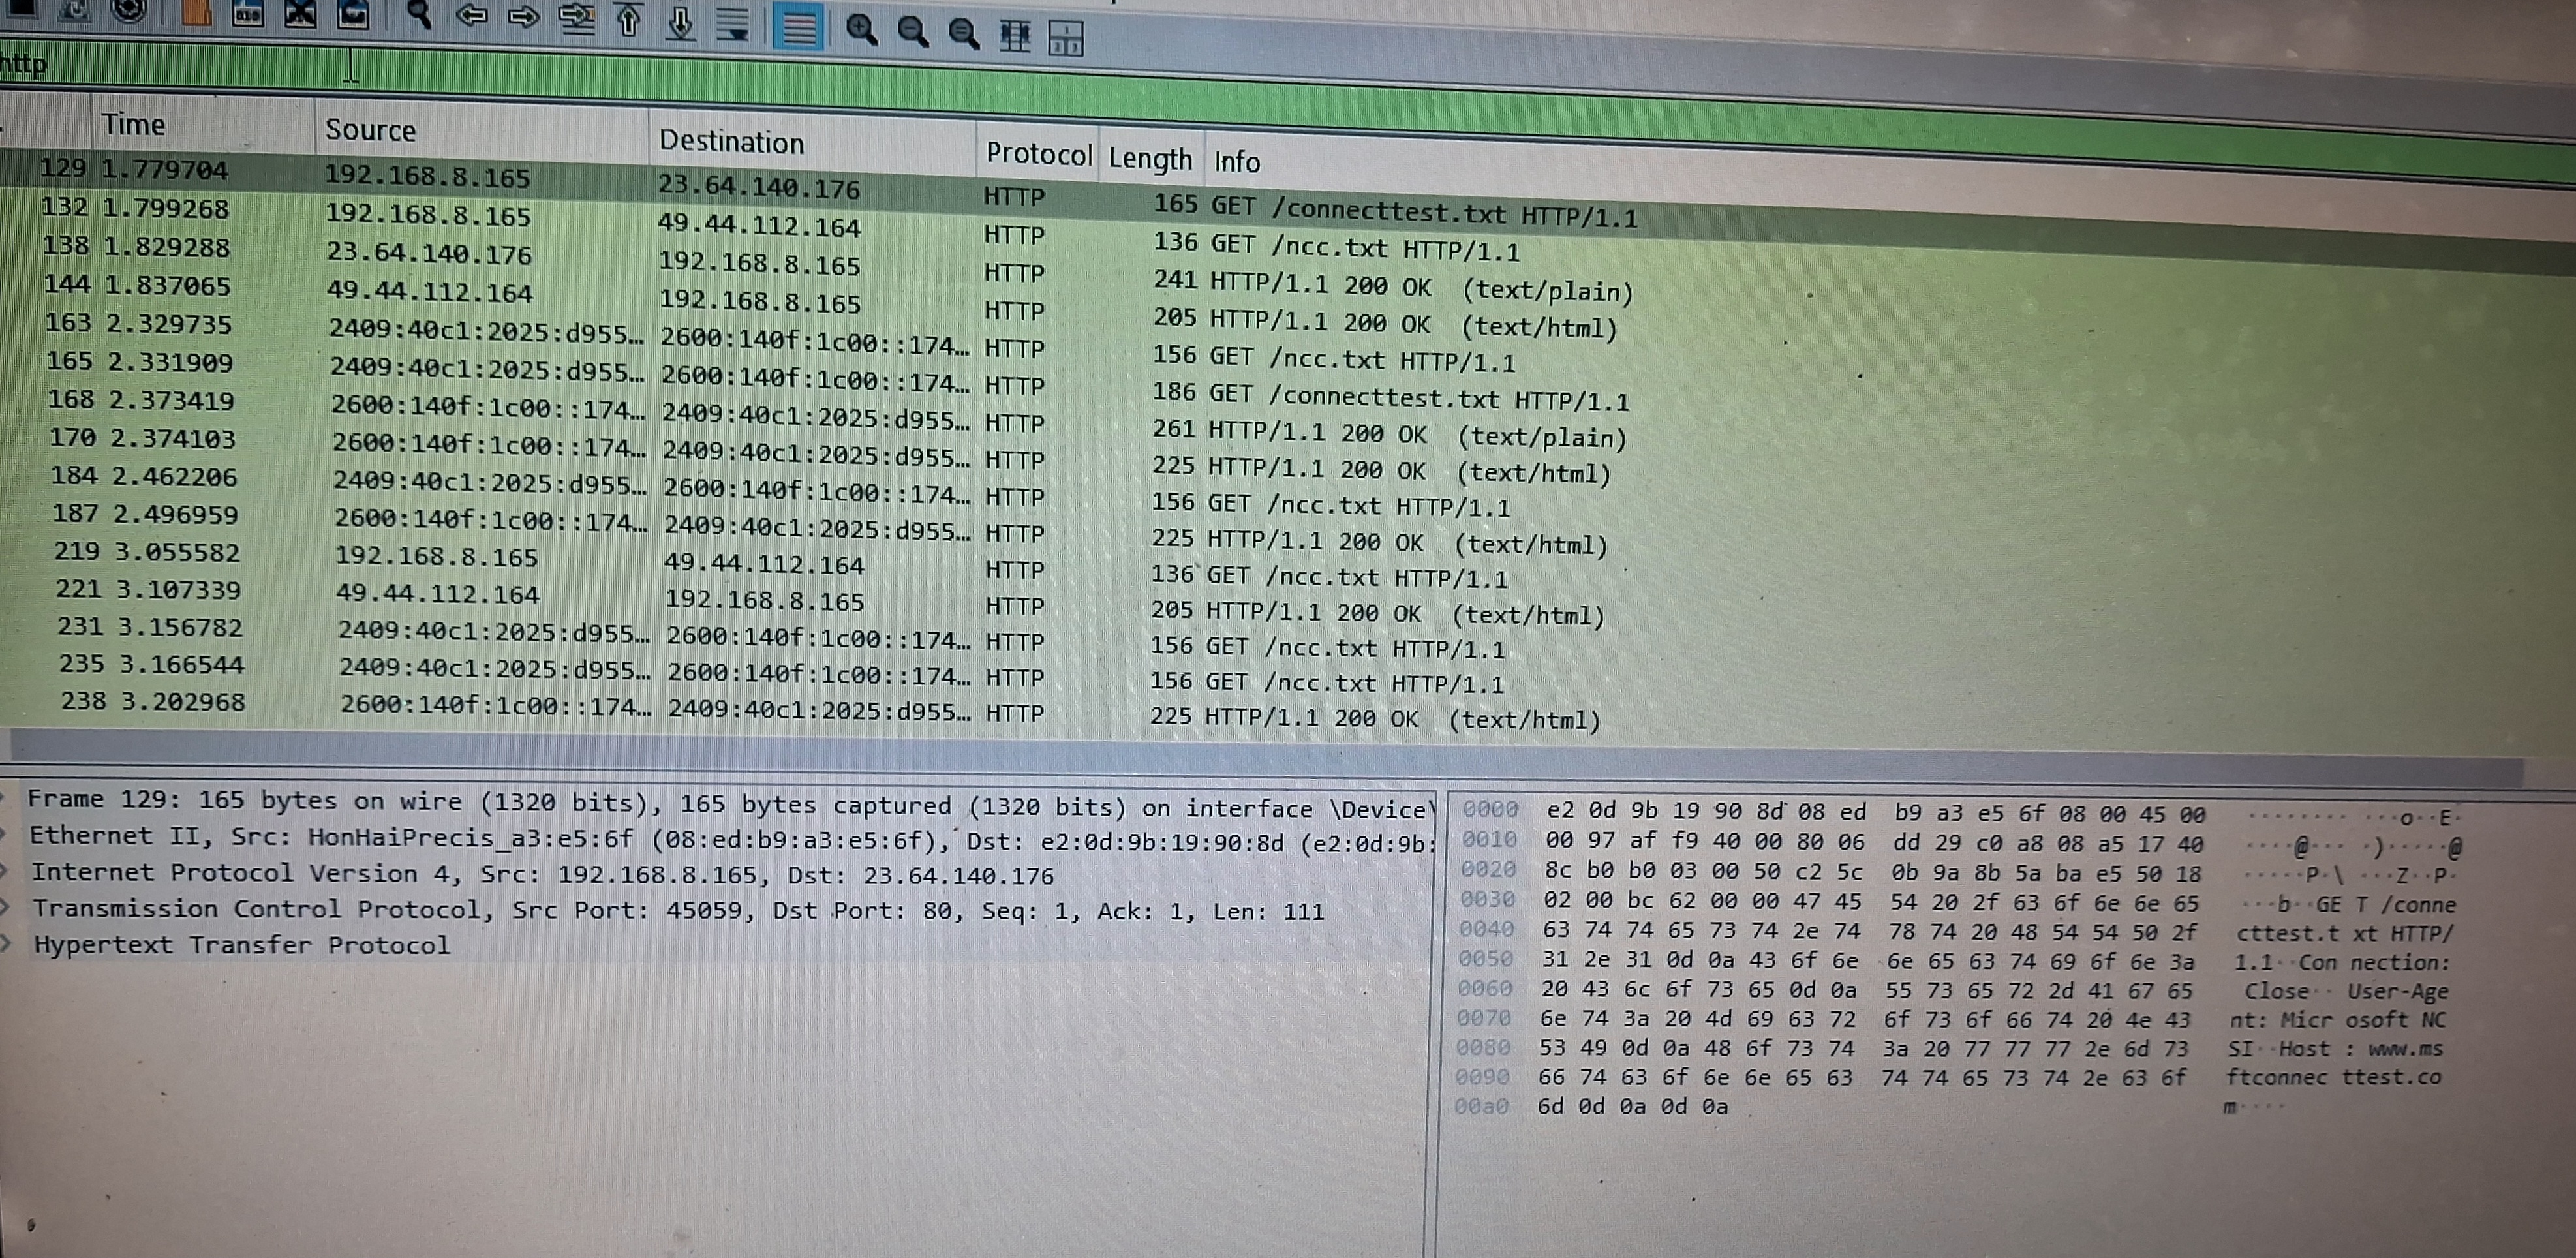 http
Time Source Destination Protocol Length Info
129 1.779704 192.168.8.165 23.64.140.176 HTTP 165 GET /connecttest.txt HTTP/1.1
132 1.799268 192.168.8.165 49.44.112.164 HTTP 136 GET /ncc.txt HTTP/1.1
138 1.829288 23.64.140.176 192.168.8.165 HTTP 241 HTTP/1.1 200 OK (text/plain)
144 1.837065 49.44.112.164 192.168.8.165 HTTP 205 HTTP/1.1 200 OK (text/html)
163 2.329735 2409:40c1:2025:d955… 2600:140f:1c00::174… HTTP 156 GET /ncc.txt HTTP/1.1
165 2.331909 2409:40c1:2025:d955… 2600:140f:1c00::174… HTTP 186 GET /connecttest.txt HTTP/1.1
168 2.373419 2600:140f:1c00::174… 2409:40c1:2025:d955… HTTP 261 HTTP/1.1 200 OK (text/plain)
170 2.374103 2600:140f:1c00::174… 2409:40c1:2025:d955… HTTP 225 HTTP/1.1 200 OK (text/html)
184 2.462206 2409:40c1:2025:d955… 2600:140f:1c00::174… HTTP 156 GET /ncc.txt HTTP/1.1
187 2.496959 2600:140f:1c00::174… 2409:40c1:2025:d955… HTTP 225 HTTP/1.1 200 OK (text/html)
219 3.055582 192.168.8.165 49.44.112.164 HTTP 136 GET /ncc.txt HTTP/1.1
221 3.107339 49.44.112.164 192.168.8.165 HTTP 205 HTTP/1.1 200 OK (text/html)
231 3.156782 2409:40c1:2025:d955… 2600:140f:1c00::174… HTTP 156 GET /ncc.txt HTTP/1.1
235 3.166544 2409:40c1:2025:d955… 2600:140f:1c00::174… HTTP 156 GET /ncc.txt HTTP/1.1
238 3.202968 2600:140f:1c00::174… 2409:40c1:2025:d955… HTTP 225 HTTP/1.1 200 OK (text/html)
Frame 129: 165 bytes on wire (1320 bits), 165 bytes captured (1320 bits) on interface \Device\
Ethernet II, Src: HonHaiPrecis_a3:e5:6f (08:ed:b9:a3:e5:6f), Dst: e2:0d:9b:19:90:8d (e2:0d:9b:
Internet Protocol Version 4, Src: 192.168.8.165, Dst: 23.64.140.176
Transmission Control Protocol, Src Port: 45059, Dst Port: 80, Seq: 1, Ack: 1, Len: 111
Hypertext Transfer Protocol
0000 e2 0d 9b 19 90 8d 08 ed b9 a3 e5 6f 08 00 45 00 ········ ···o··E·
0010 00 97 af f9 40 00 80 06 dd 29 c0 a8 08 a5 17 40 ····@··· ·)·····@
0020 8c b0 b0 03 00 50 c2 5c 0b 9a 8b 5a ba e5 50 18 ·····P·\ ···Z··P·
0030 02 00 bc 62 00 00 47 45 54 20 2f 63 6f 6e 6e 65 ···b··GE T /conne
0040 63 74 74 65 73 74 2e 74 78 74 20 48 54 54 50 2f cttest.t xt HTTP/
0050 31 2e 31 0d 0a 43 6f 6e 6e 65 63 74 69 6f 6e 3a 1.1··Con nection:
0060 20 43 6c 6f 73 65 0d 0a 55 73 65 72 2d 41 67 65 Close·· User-Age
0070 6e 74 3a 20 4d 69 63 72 6f 73 6f 66 74 20 4e 43 nt: Micr osoft NC
0080 53 49 0d 0a 48 6f 73 74 3a 20 77 77 77 2e 6d 73 SI··Host : www.ms
0090 66 74 63 6f 6e 6e 65 63 74 74 65 73 74 2e 63 6f ftconnec ttest.co
00a0 6d 0d 0a 0d 0a m····